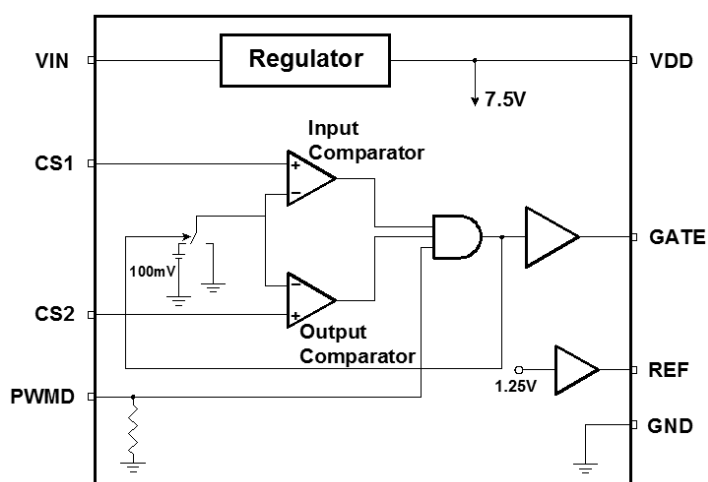 VIN
Regulator
VDD
7.5V
Input
Comparator
CS1
+
−
GATE
100mV
−
+
CS2
Output
Comparator
1.25V
REF
PWMD
GND